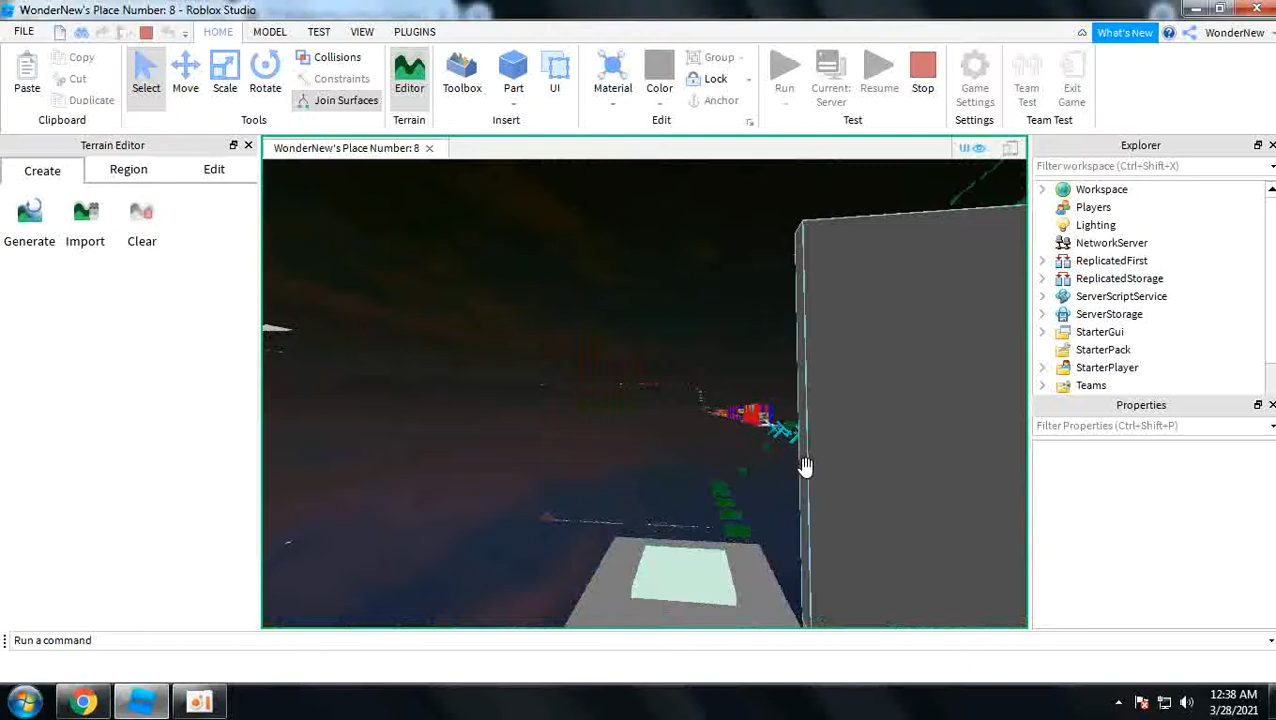 WonderNew's Place Number: 8 - Roblox Studio
FILE HOME MODEL TEST VIEW PLUGINS What's New WonderNew
Paste Copy Cut Duplicate
Select Move Scale Rotate Collisions Constraints Join Surfaces
Editor Toolbox Part UI
Material Color Group Lock Anchor
Run Current: Server Resume Stop
Game Settings Team Test Exit Game
Clipboard Tools Terrain Insert Edit Test Settings Team Test
Terrain Editor
Create Region Edit
Generate Import Clear
WonderNew's Place Number: 8
UI
Explorer
Filter workspace (Ctrl+Shift+X)
Workspace
Players
Lighting
NetworkServer
ReplicatedFirst
ReplicatedStorage
ServerScriptService
ServerStorage
StarterGui
StarterPack
StarterPlayer
Teams
Properties
Filter Properties (Ctrl+Shift+P)
Run a command
12:38 AM
3/28/2021